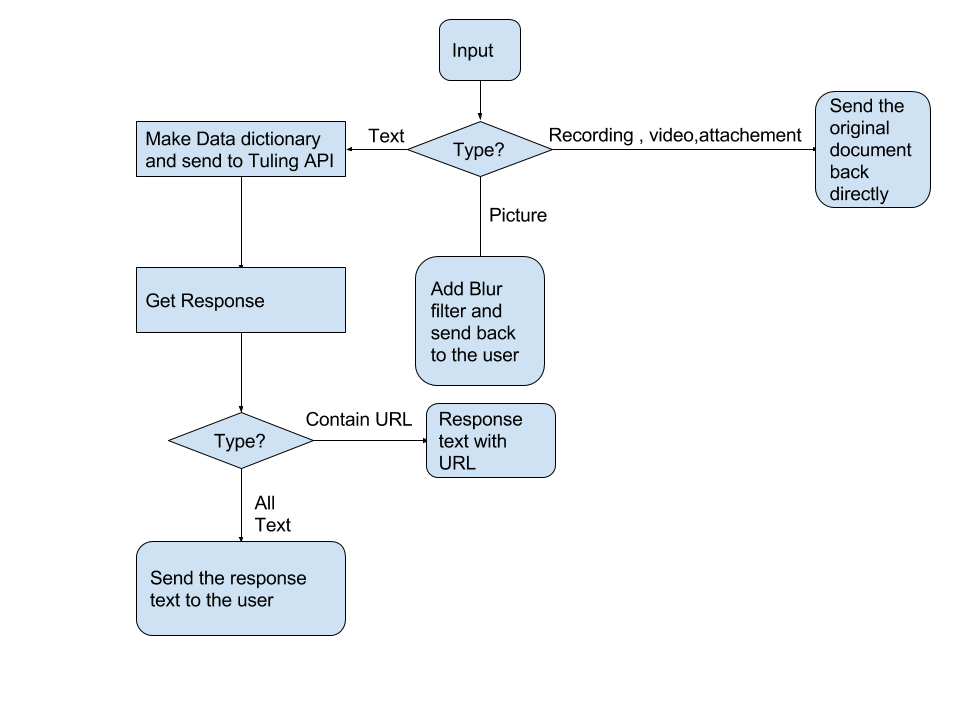 Input
Text
Type?
Recording , video,attachement
Send the
original
document
back
directly
Make Data dictionary
and send to Tuling API
Picture
Get Response
Add Blur
filter and
send back
to the user
Type?
Contain URL
Response
text with
URL
All
Text
Send the response
text to the user